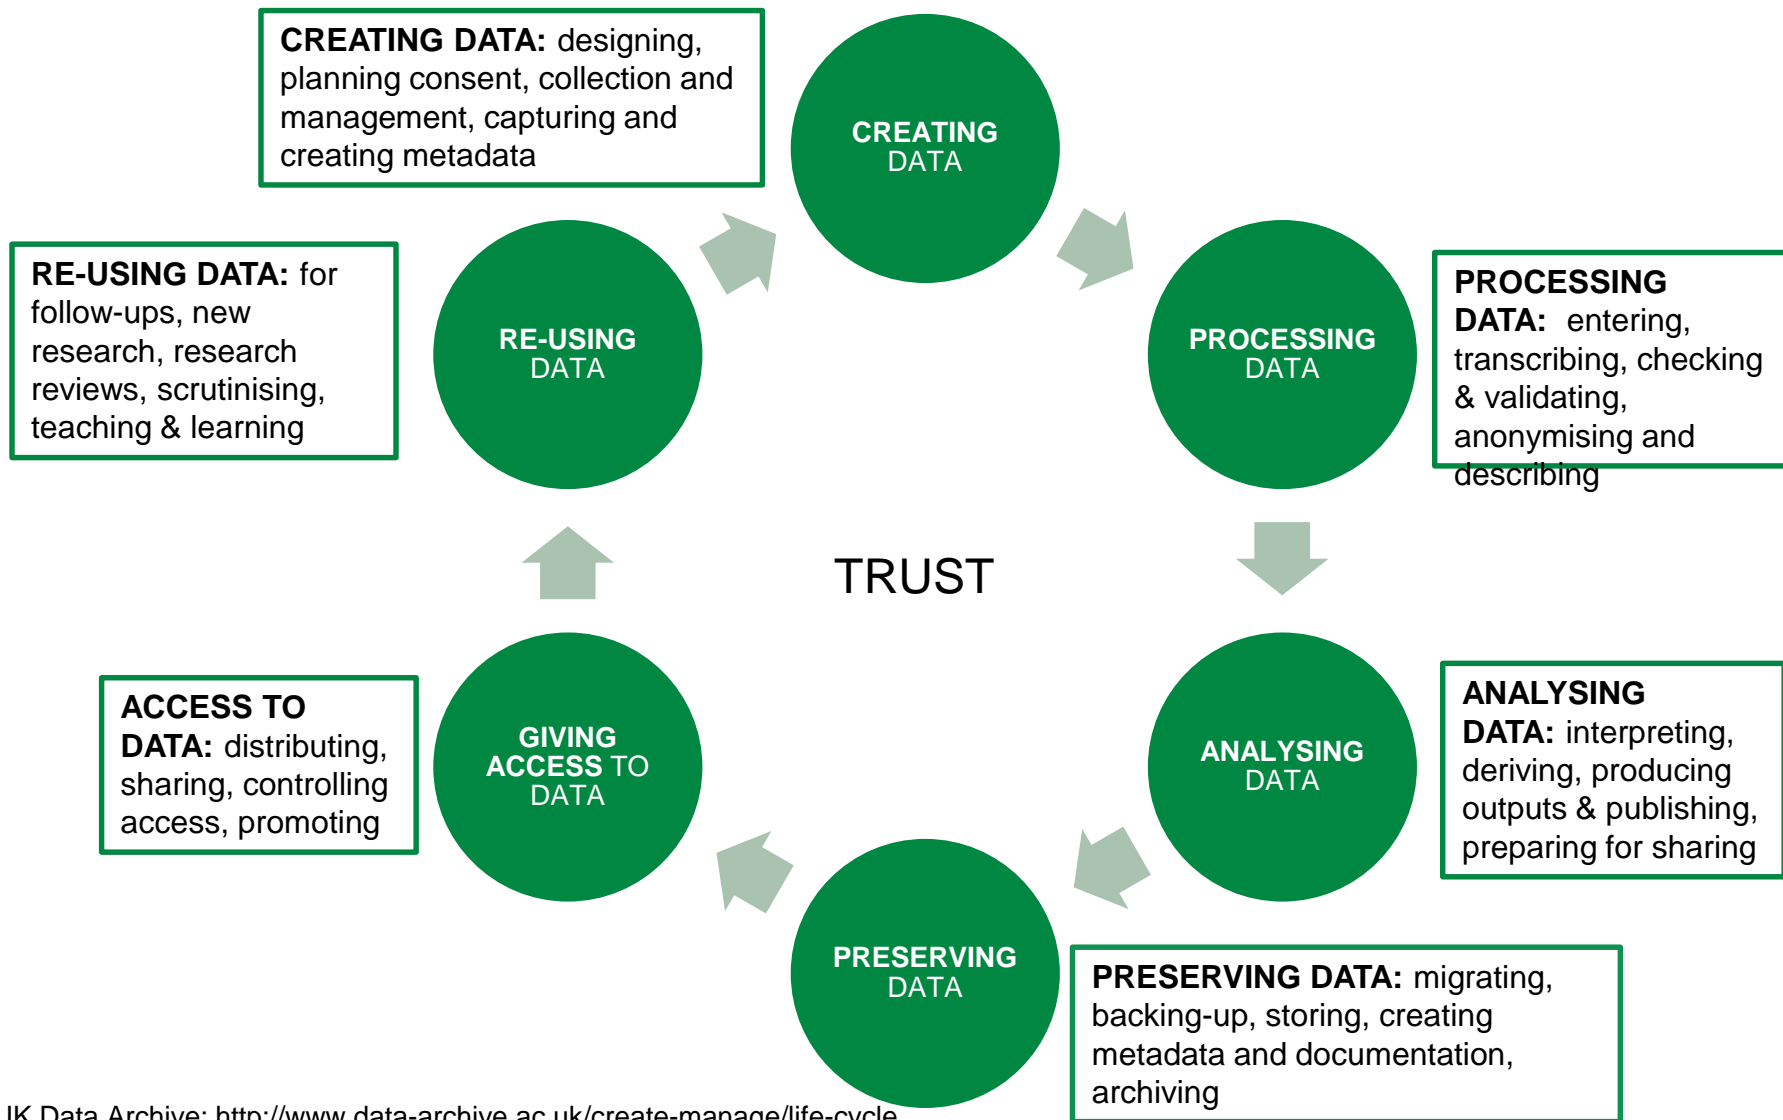 CREATING DATA: designing,
planning consent, collection and
management, capturing and
creating metadata
CREATING
DATA
RE-USING DATA: for
follow-ups, new
research, research
reviews, scrutinising,
teaching & learning
RE-USING
DATA
PROCESSING
DATA
PROCESSING
DATA: entering,
transcribing, checking
& validating,
anonymising and
describing
TRUST
ACCESS TO
DATA: distributing,
sharing, controlling
access, promoting
GIVING
ACCESS TO
DATA
ANALYSING
DATA
ANALYSING
DATA: interpreting,
deriving, producing
outputs & publishing,
preparing for sharing
PRESERVING
DATA
PRESERVING DATA: migrating,
backing-up, storing, creating
metadata and documentation,
archiving
UK Data Archive: http://www.data-archive.ac.uk/create-manage/life-cycle